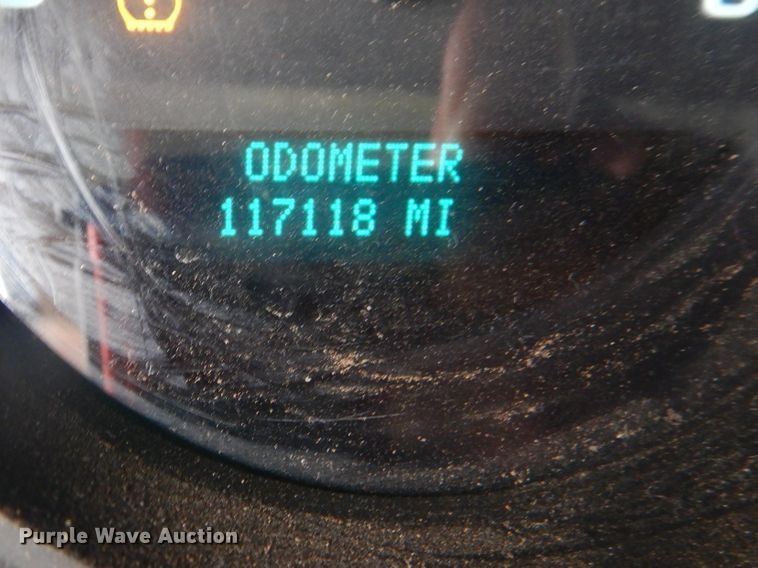 ODOMETER
117118 MI
Purple Wave Auction